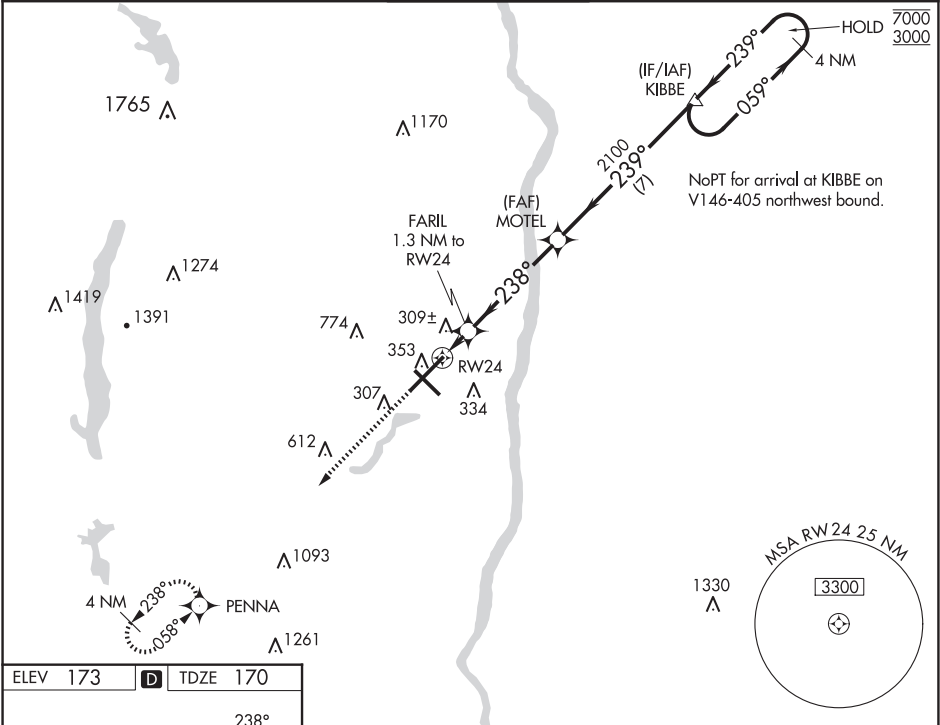 7000
3000
HOLD
4 NM
239°
059°
(IF/IAF)
KIBBE
1765
1170
2100
239°
(7)
NoPT for arrival at KIBBE on
V146-405 northwest bound.
(FAF)
MOTEL
FARIL
1.3 NM to
RW24
238°
1274
1419
1391
774
309±
353
RW24
307
334
612
1093
1330
MSA RW24 25 NM
3300
4 NM
238°
058°
PENNA
1261
ELEV 173 D TDZE 170
238°